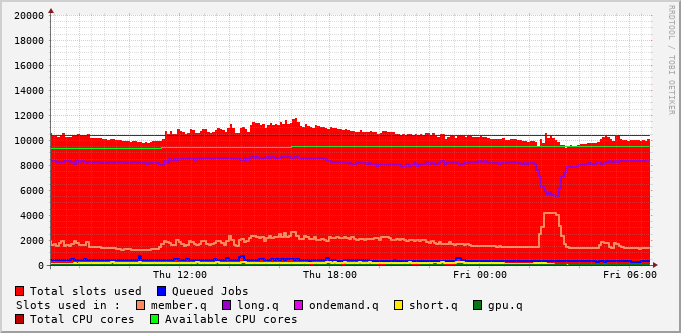 RRDTOOL / TOBI OETIKER
20000
18000
16000
14000
12000
10000
8000
6000
4000
2000
0
Thu 12:00 Thu 18:00 Fri 00:00 Fri 06:00
Total slots used Queued Jobs
Slots used in : member.q long.q ondemand.q short.q gpu.q
Total CPU cores Available CPU cores